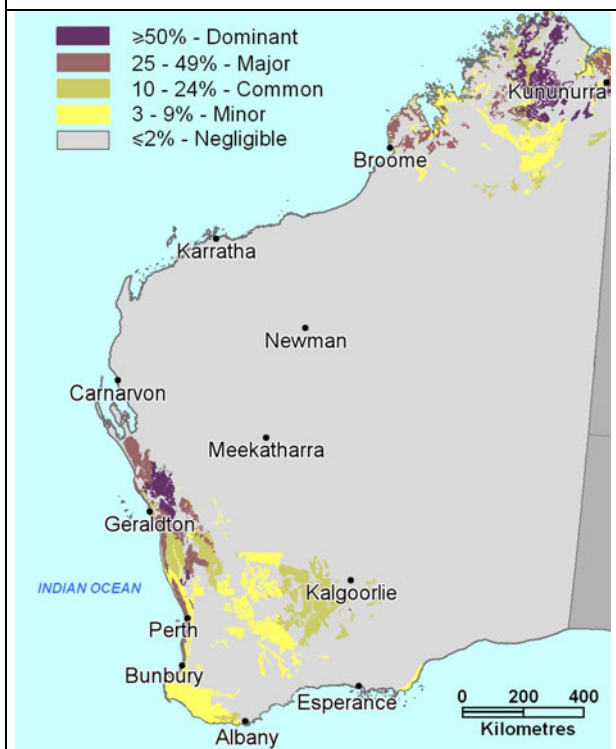 ≥50% - Dominant
25 - 49% - Major
10 - 24% - Common
3 - 9% - Minor
≤2% - Negligible
Kununurra
Broome
Karratha
Newman
Carnarvon
Meekatharra
Geraldton
INDIAN OCEAN
Kalgoorlie
Perth
Bunbury
Esperance
Albany
0 200 400
Kilometres